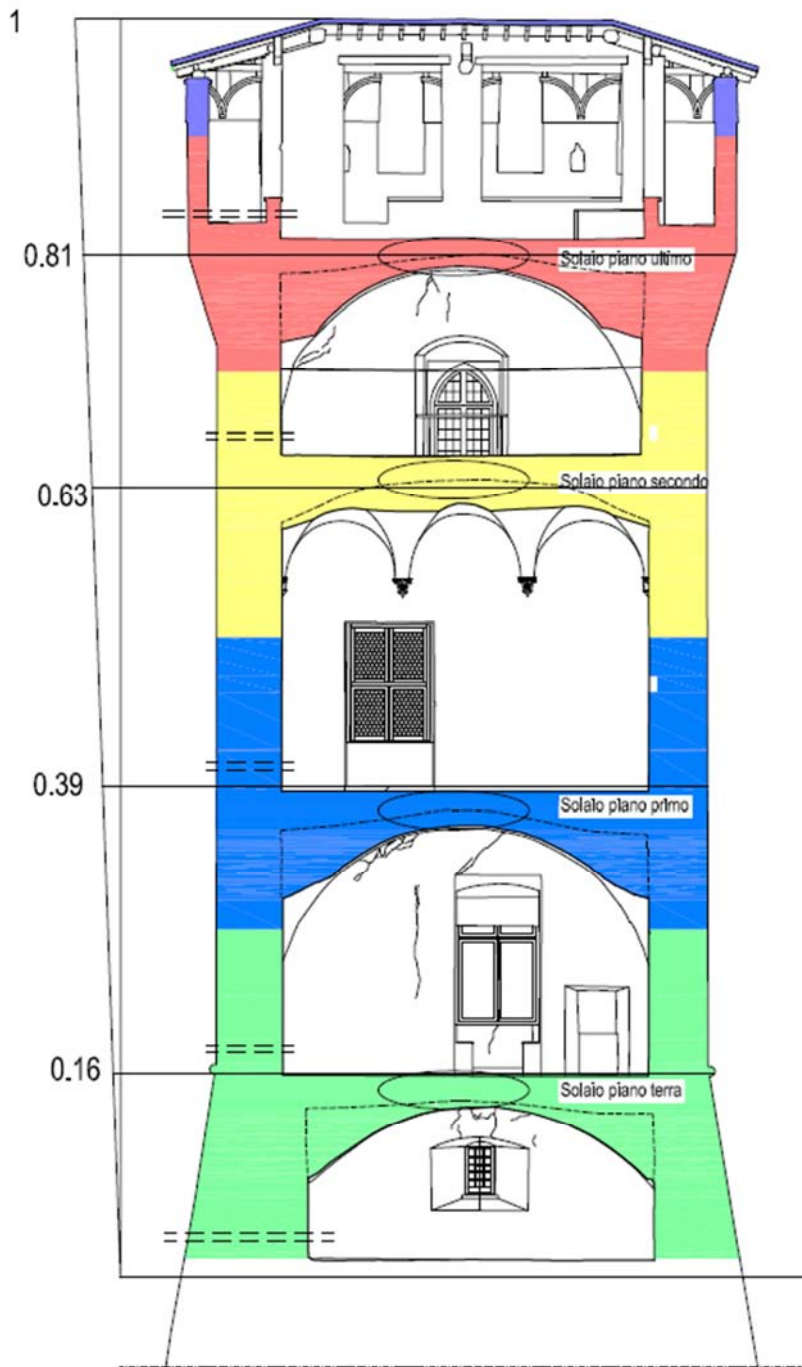 1
0.81
Solaio piano ultimo
0.63
Solaio piano secondo
0.39
Solaio piano primo
0.16
Solaio piano terra